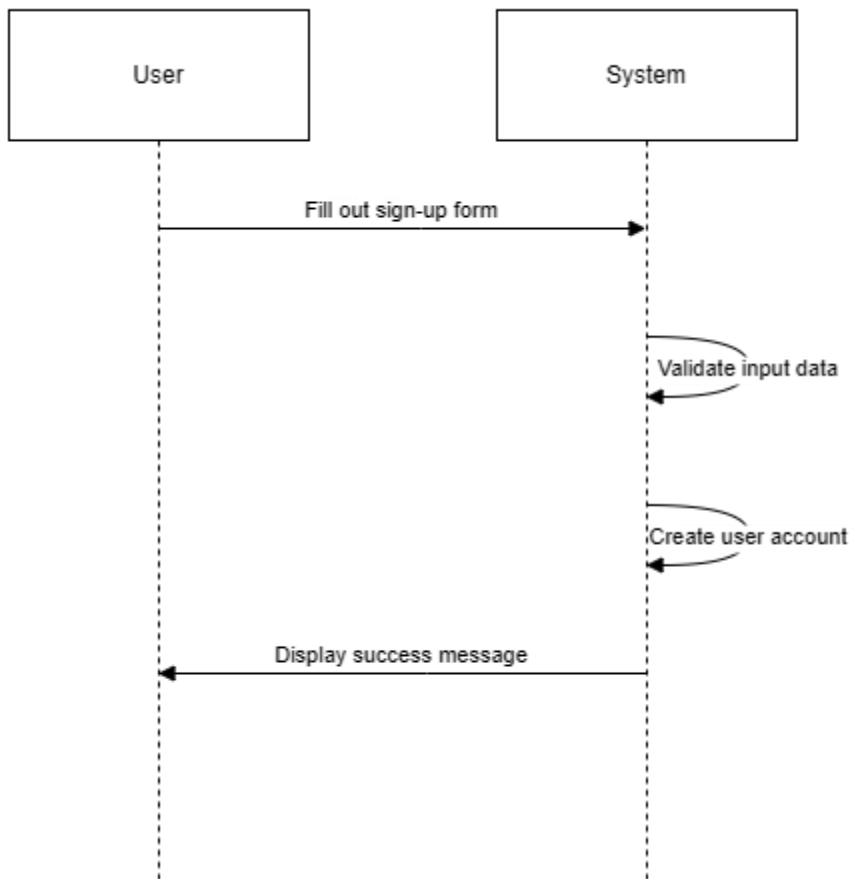 User
System
Fill out sign-up form
Validate input data
Create user account
Display success message